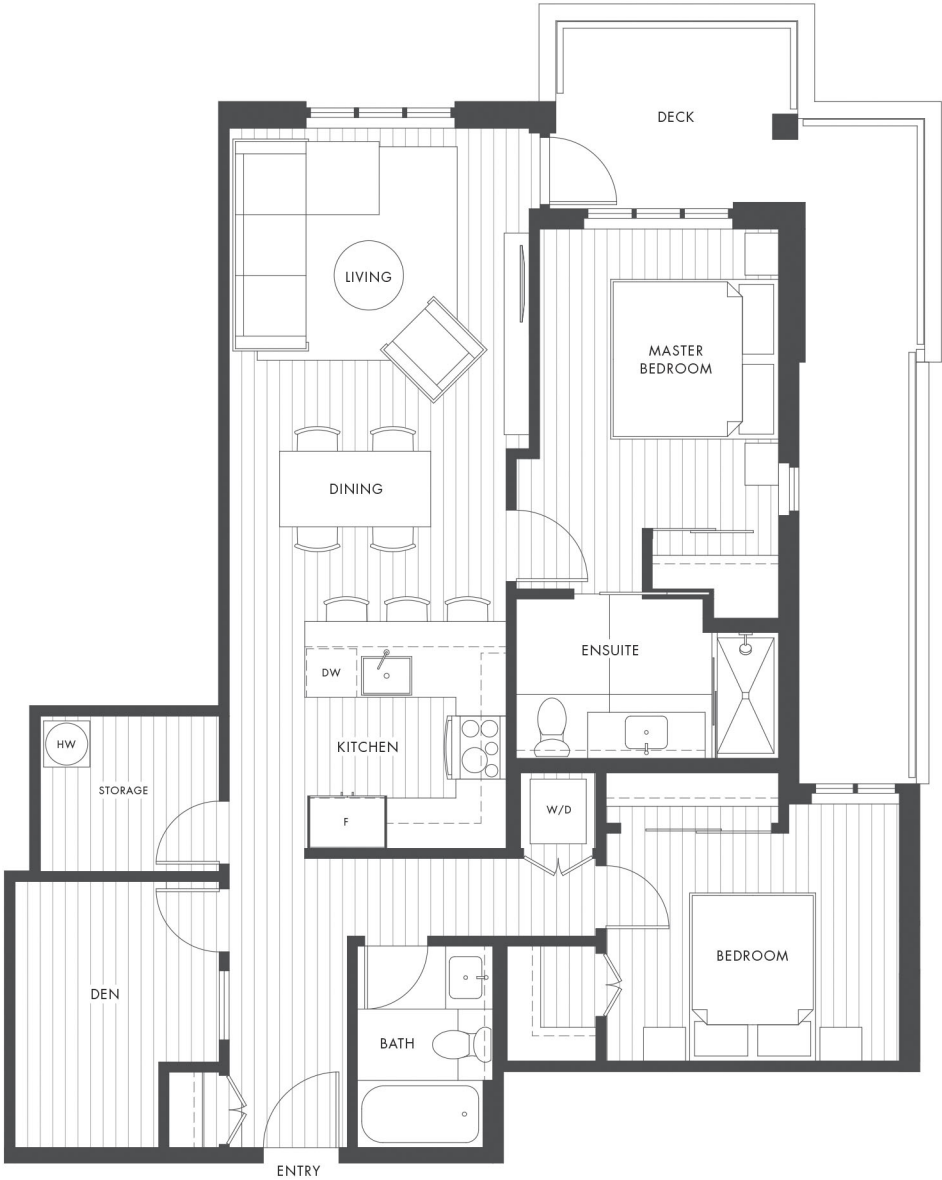 DECK
LIVING
MASTER
BEDROOM
DINING
ENSUITE
DW
HW
KITCHEN
STORAGE
W/D
F
BEDROOM
DEN
BATH
ENTRY